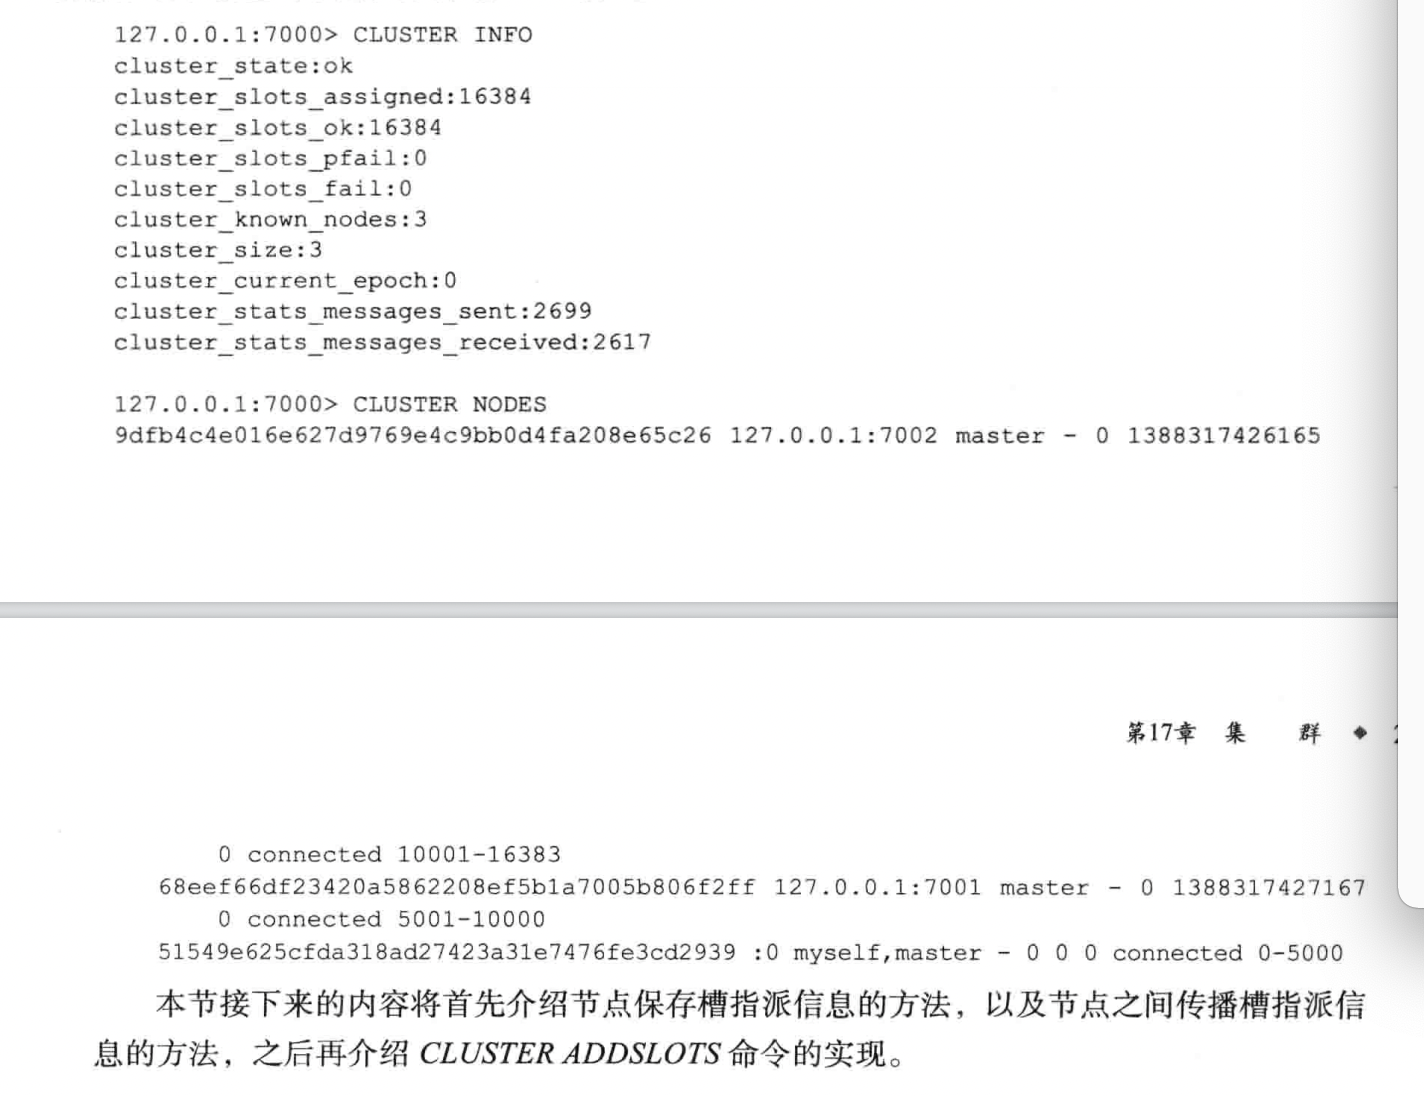 127.0.0.1:7000> CLUSTER INFO
cluster_state:ok
cluster_slots_assigned:16384
cluster_slots_ok:16384
cluster_slots_pfail:0
cluster_slots_fail:0
cluster_known_nodes:3
cluster_size:3
cluster_current_epoch:0
cluster_stats_messages_sent:2699
cluster_stats_messages_received:2617
127.0.0.1:7000> CLUSTER NODES
9dfb4c4e016e627d9769e4c9bb0d4fa208e65c26 127.0.0.1:7002 master - 0 1388317426165
第17章 集 群 ◆
0 connected 10001-16383
68eef66df23420a5862208ef5b1a7005b806f2ff 127.0.0.1:7001 master - 0 1388317427167
0 connected 5001-10000
51549e625cfda318ad27423a31e7476fe3cd2939 :0 myself,master - 0 0 0 connected 0-5000
本节接下来的内容将首先介绍节点保存槽指派信息的方法，以及节点之间传播槽指派信
息的方法，之后再介绍 CLUSTER ADDSLOTS 命令的实现。